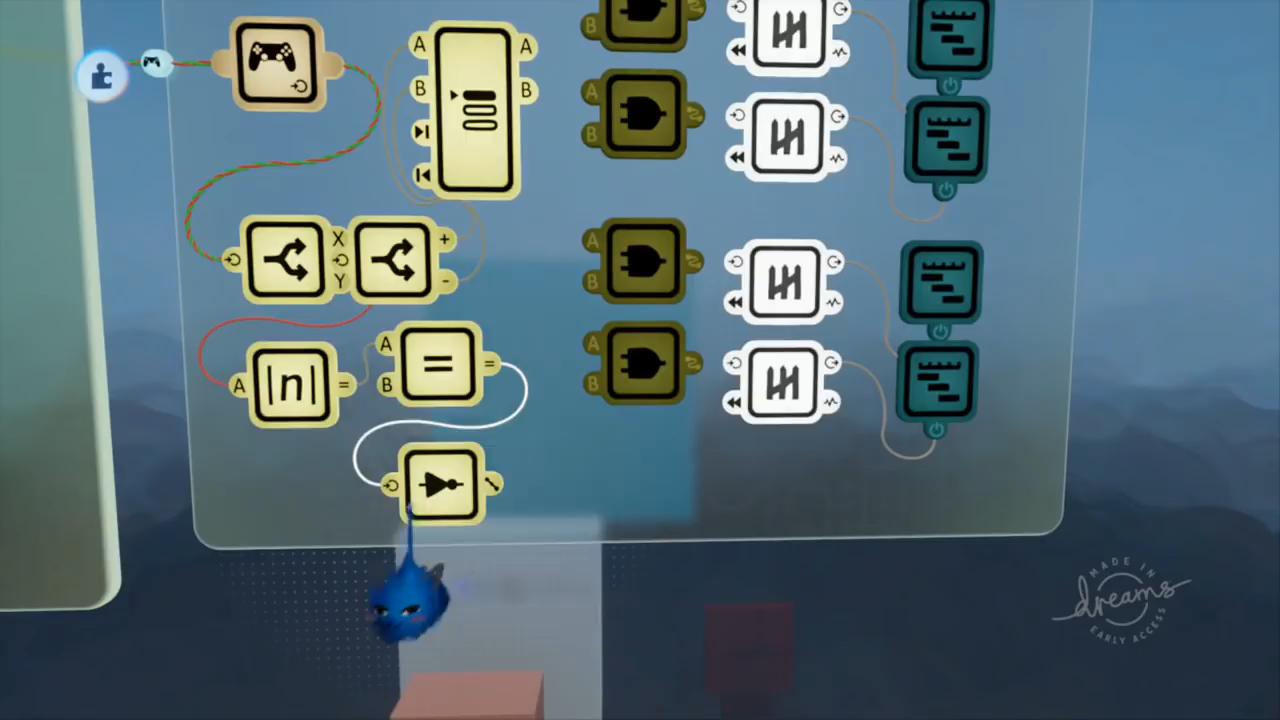 A A
B B
B
A
B
X +
Y -
A
B
A |n| =
A = =
B
A
B
MADE IN
dreams
EARLY ACCESS